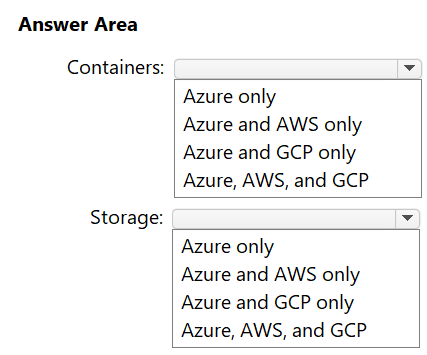 Answer Area
Containers:
Azure only
Azure and AWS only
Azure and GCP only
Azure, AWS, and GCP
Storage:
Azure only
Azure and AWS only
Azure and GCP only
Azure, AWS, and GCP